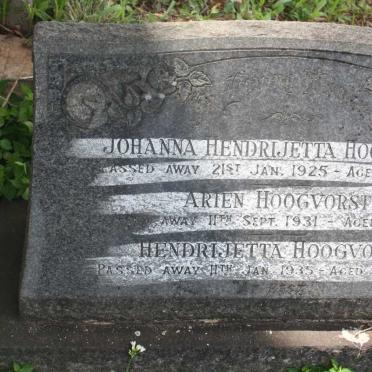 JOHANNA HENDRIJETTA HOO
PASSED AWAY 21ST JAN. 1925 - AGE
ARIEN HOOGVORST
AWAY 11TH SEPT. 1931 - AGED
HENDRIJETTA HOOGVO
PASSED AWAY 11TH JAN. 1935 - AGED